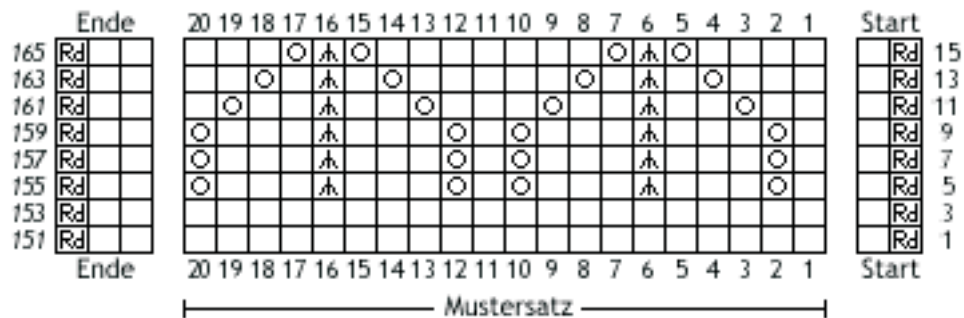 Ende 20 19 18 17 16 15 14 13 12 11 10 9 8 7 6 5 4 3 2 1 Start
165 Rd Rd 15
163 Rd Rd 13
161 Rd Rd 11
159 Rd Rd 9
157 Rd Rd 7
155 Rd Rd 5
153 Rd Rd 3
151 Rd Rd 1
Ende 20 19 18 17 16 15 14 13 12 11 10 9 8 7 6 5 4 3 2 1 Start
Mustersatz